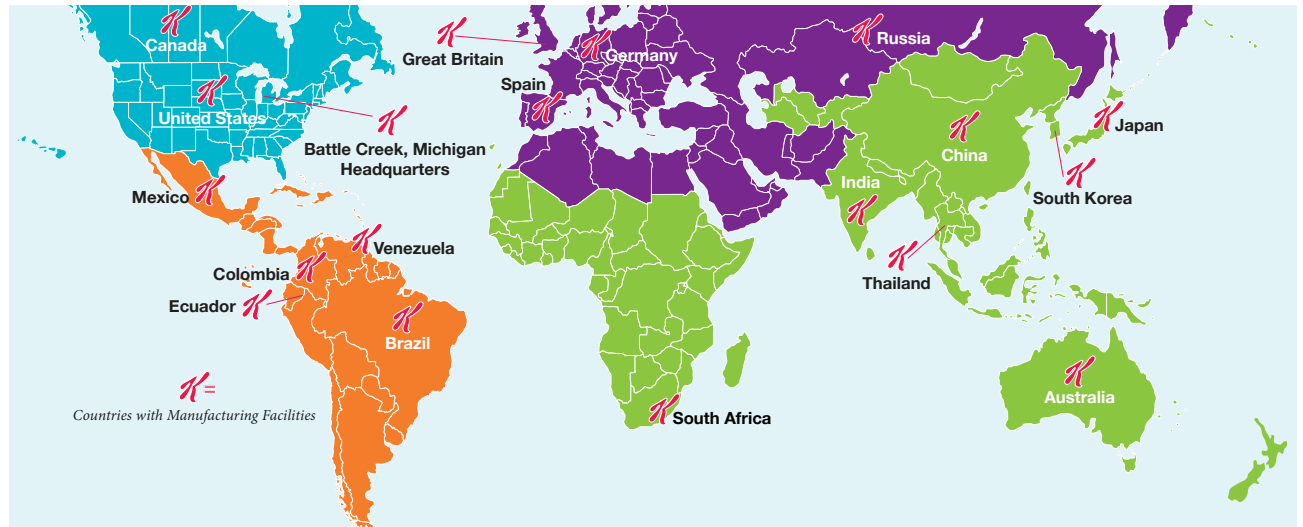 Canada
K
Great Britain
K
Germany
K
Russia
K
Spain
K
United States
K
K
Battle Creek, Michigan
Headquarters
China
K
Japan
K
South Korea
K
Mexico
K
India
K
Venezuela
K
Thailand
K
Colombia
K
Ecuador
K
Brazil
K
Australia
K
K=
Countries with Manufacturing Facilities
South Africa
K